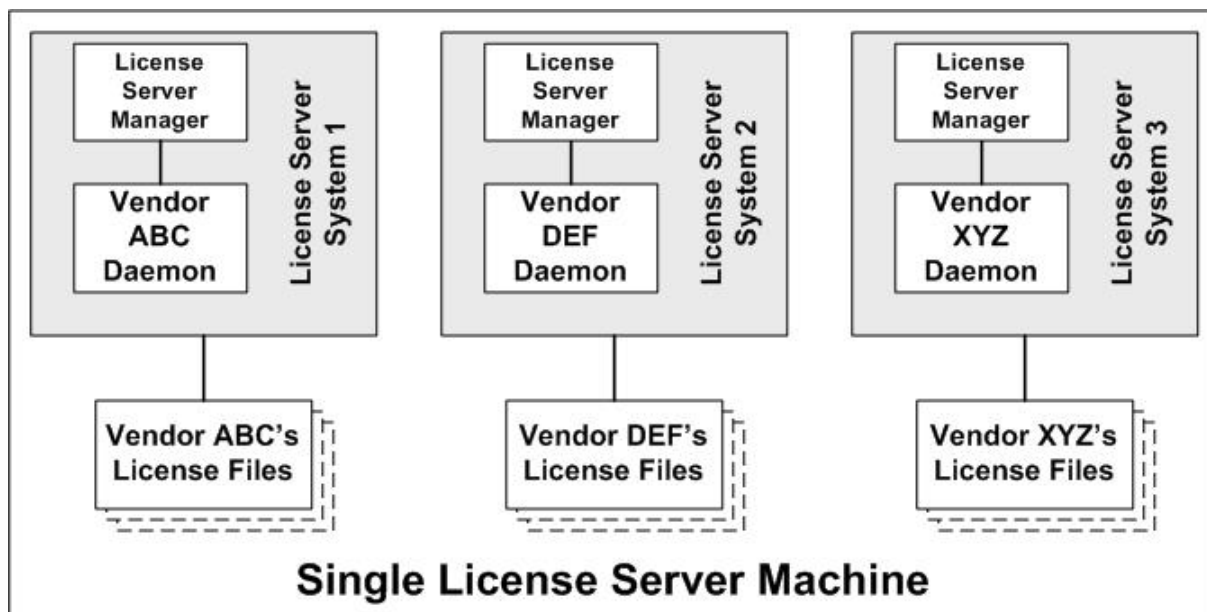 License
Server
Manager
Vendor
ABC
Daemon
License Server
System 1
Vendor ABC's
License Files
License
Server
Manager
Vendor
DEF
Daemon
License Server
System 2
Vendor DEF's
License Files
License
Server
Manager
Vendor
XYZ
Daemon
License Server
System 3
Vendor XYZ's
License Files
Single License Server Machine